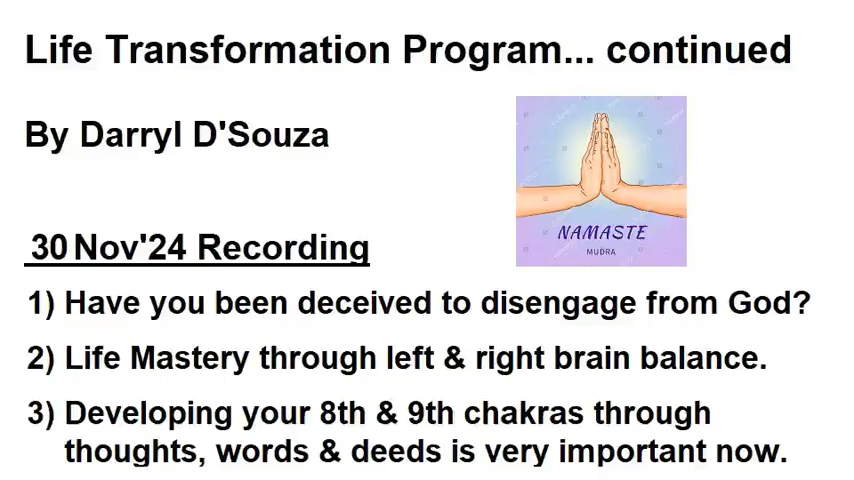 Life Transformation Program... continued
By Darryl D'Souza
NAMASTE
MUDRA
30 Nov'24 Recording
1) Have you been deceived to disengage from God?
2) Life Mastery through left & right brain balance.
3) Developing your 8th & 9th chakras through
thoughts, words & deeds is very important now.